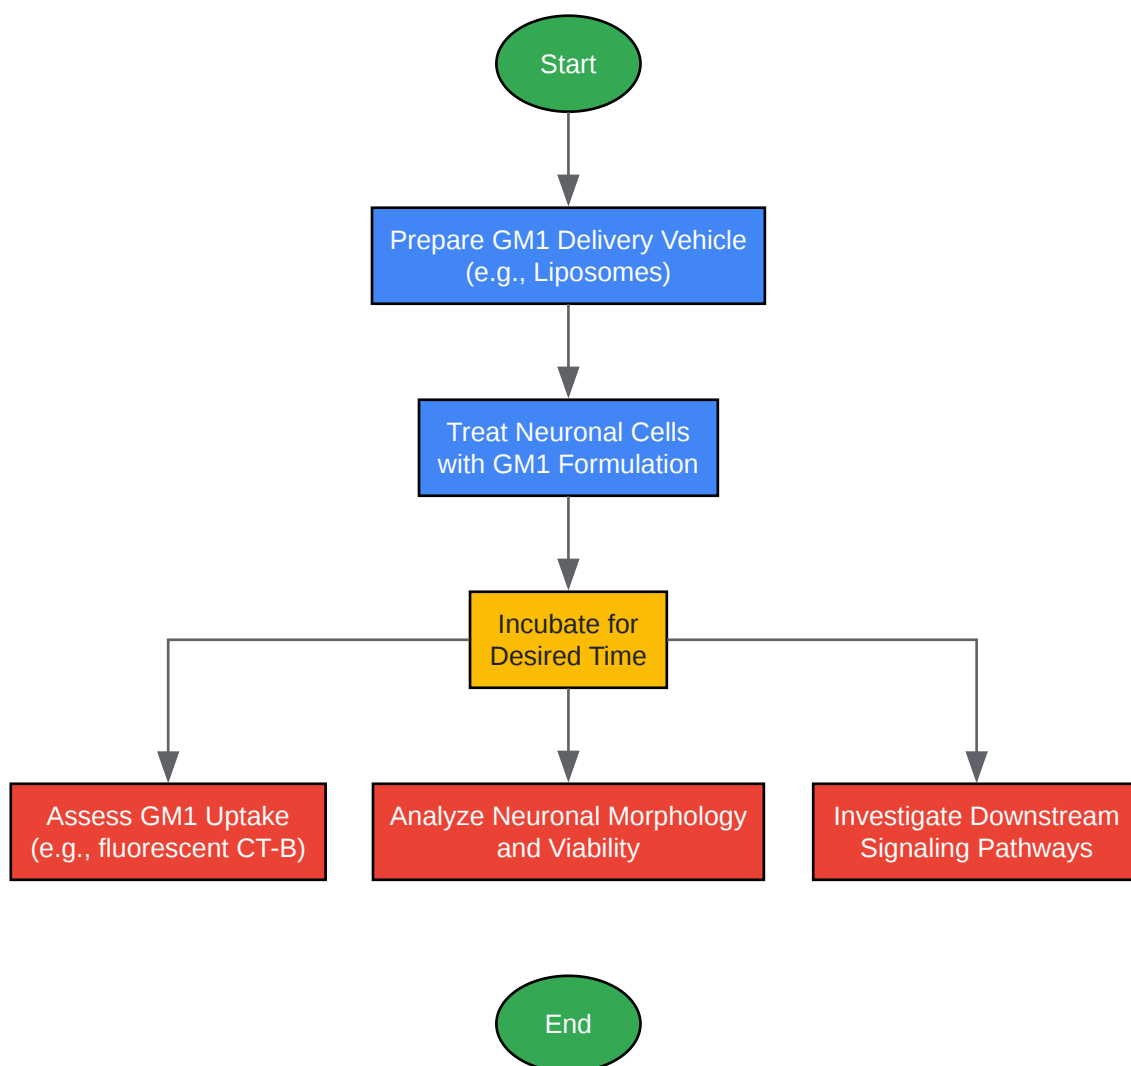 Start
Prepare GM1 Delivery Vehicle
(e.g., Liposomes)
Treat Neuronal Cells
with GM1 Formulation
Incubate for
Desired Time
Assess GM1 Uptake
(e.g., fluorescent CT-B)
Analyze Neuronal Morphology
and Viability
Investigate Downstream
Signaling Pathways
End